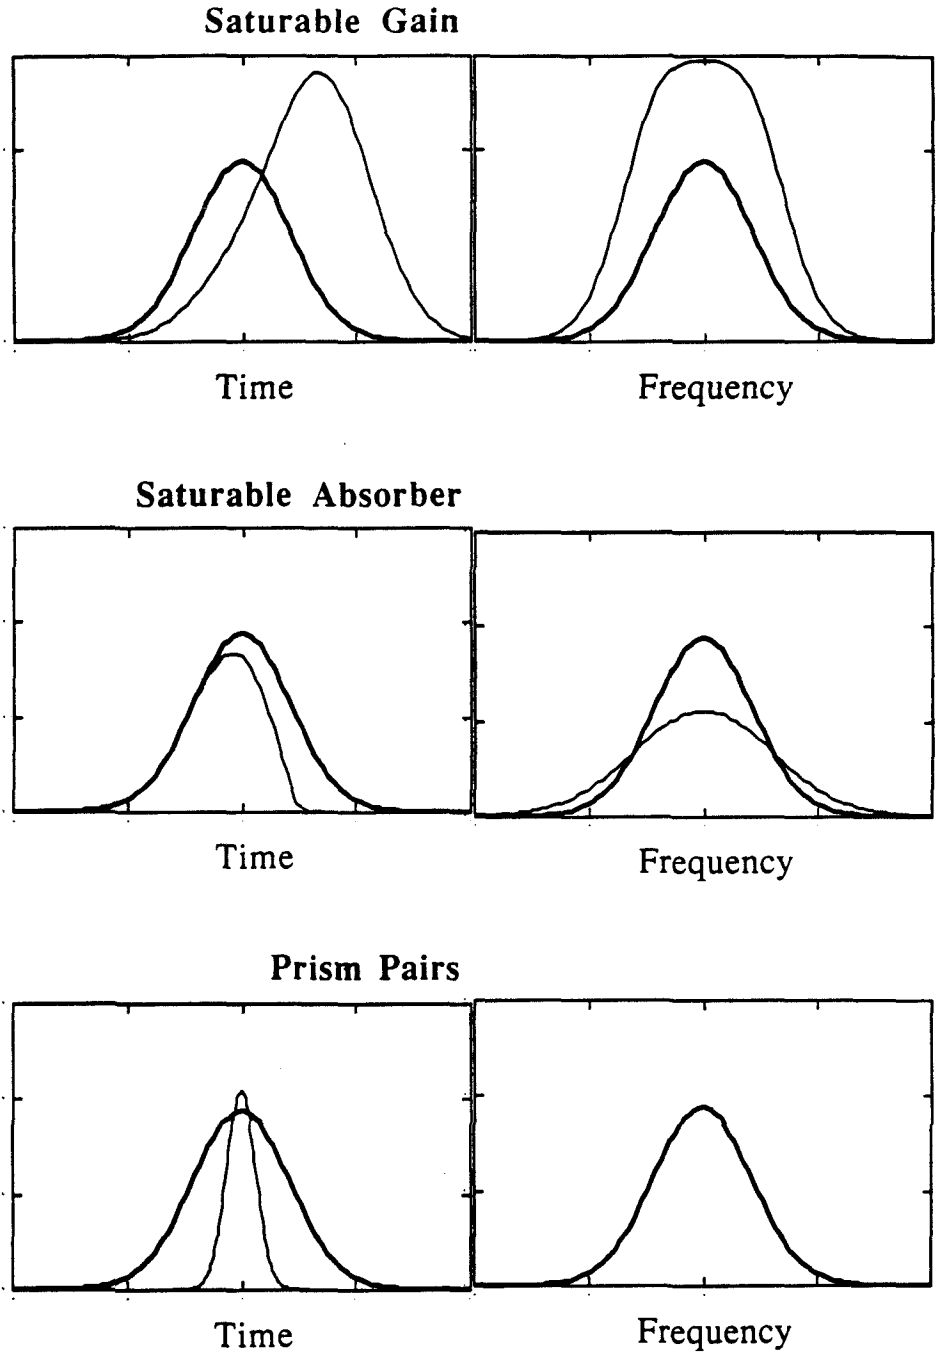 Saturable Gain
Time
Frequency
Saturable Absorber
Time
Frequency
Prism Pairs
Time
Frequency